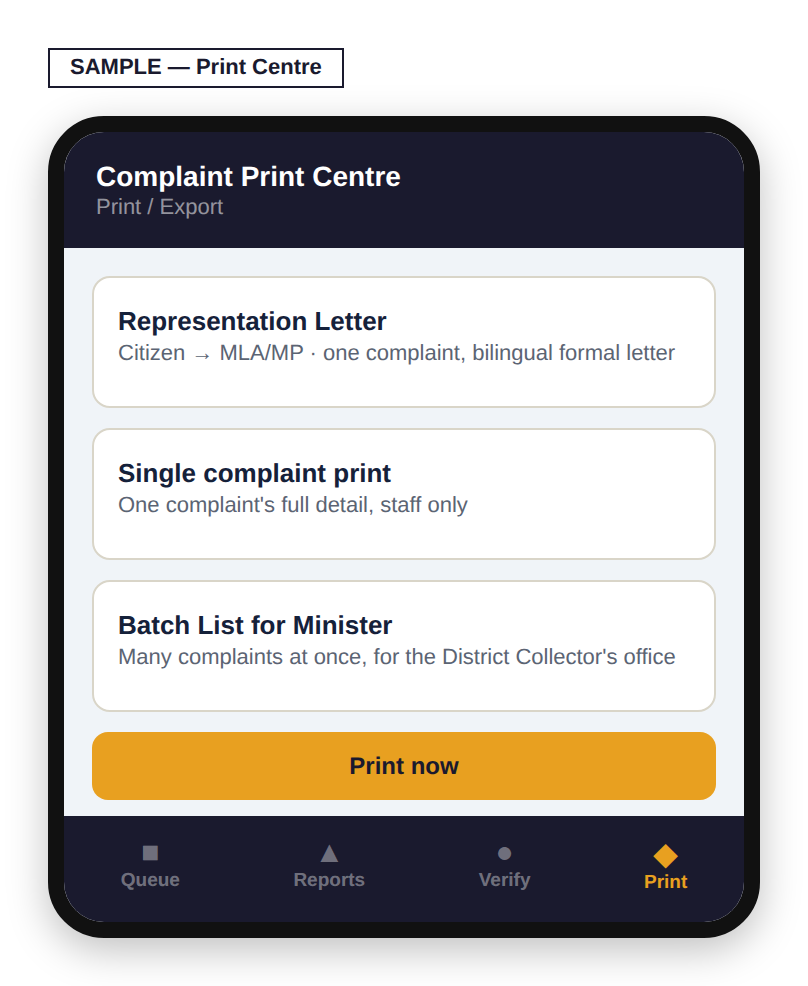 SAMPLE — Print Centre
Complaint Print Centre
Print / Export
Representation Letter
Citizen → MLA/MP · one complaint, bilingual formal letter
Single complaint print
One complaint's full detail, staff only
Batch List for Minister
Many complaints at once, for the District Collector's office
Print now
Queue
Reports
Verify
Print